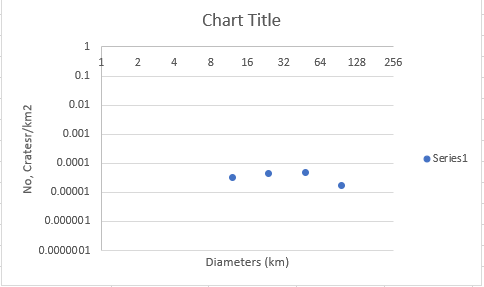 Chart Title
1
1 2 4 8 16 32 64 128 256
0.1
0.01
0.001
0.0001
0.00001
0.000001
0.0000001
No, Cratesr/km2
Series1
Diameters (km)